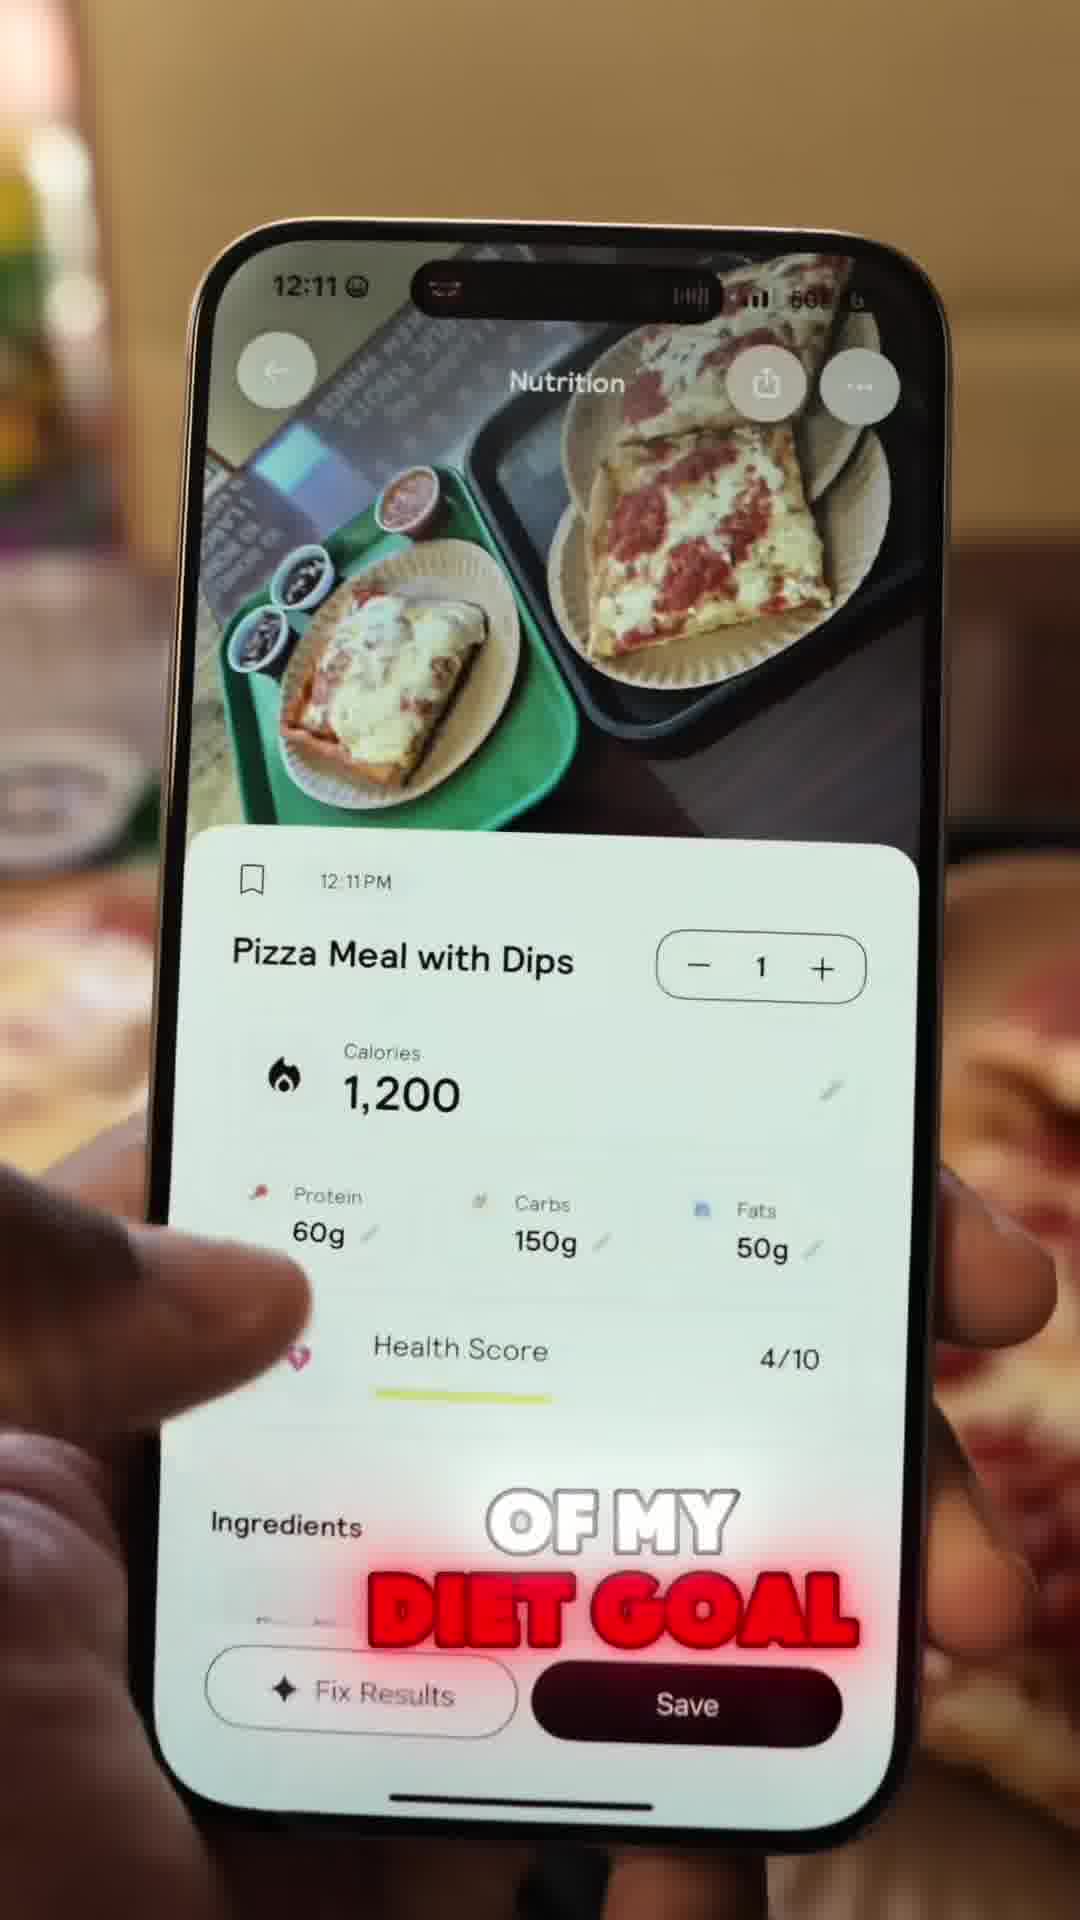 12:11
Nutrition
12:11 PM
Pizza Meal with Dips
1
Calories
1,200
Protein
60g
Carbs
150g
Fats
50g
Health Score
4/10
Ingredients
OF MY
DIET GOAL
Fix Results
Save